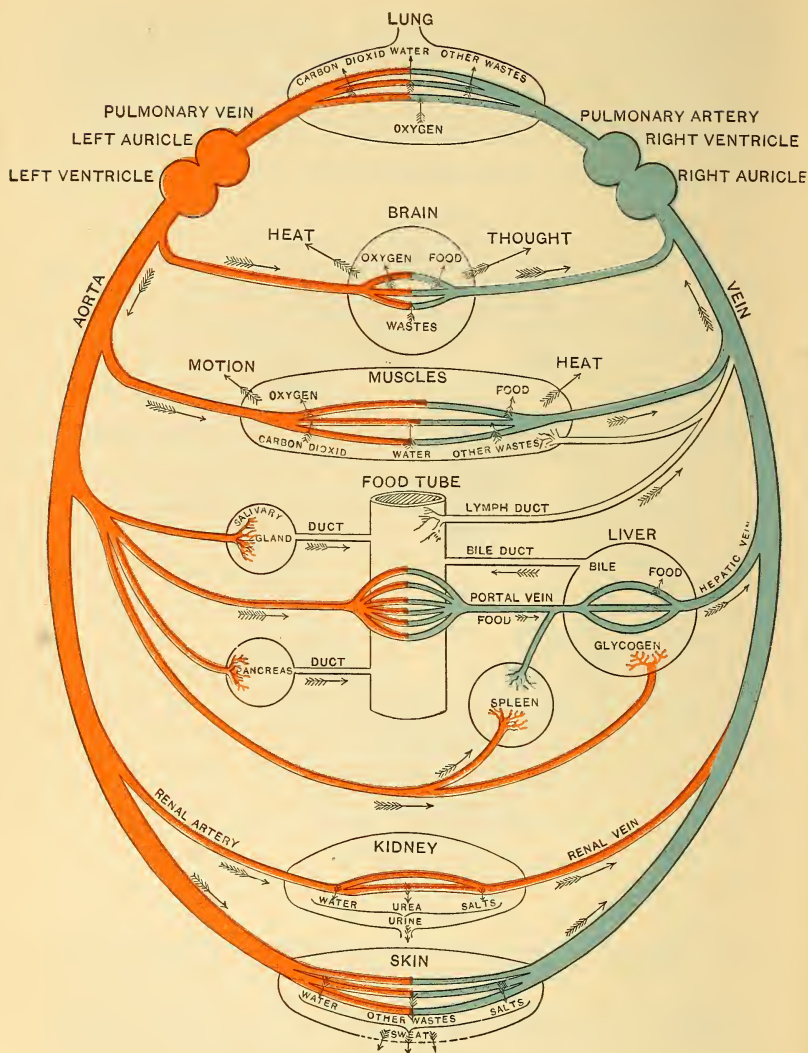 LUNG
CARBON DIOXID WATER OTHER WASTES
OXYGEN
PULMONARY VEIN
LEFT AURICLE
LEFT VENTRICLE
PULMONARY ARTERY
RIGHT VENTRICLE
RIGHT AURICLE
BRAIN
HEAT
THOUGHT
OXYGEN
FOOD
WASTES
AORTA
VEIN
MOTION
MUSCLES
HEAT
OXYGEN
FOOD
CARBON DIOXID
WATER
OTHER WASTES
FOOD TUBE
SALIVARY
GLAND
DUCT
LYMPH DUCT
BILE DUCT
LIVER
BILE
FOOD
HEPATIC VEIN
PORTAL VEIN
FOOD
GLYCOGEN
PANCREAS
DUCT
SPLEEN
RENAL ARTERY
KIDNEY
RENAL VEIN
WATER
UREA
SALTS
URINE
SKIN
WATER
OTHER WASTES
SALTS
SWEAT